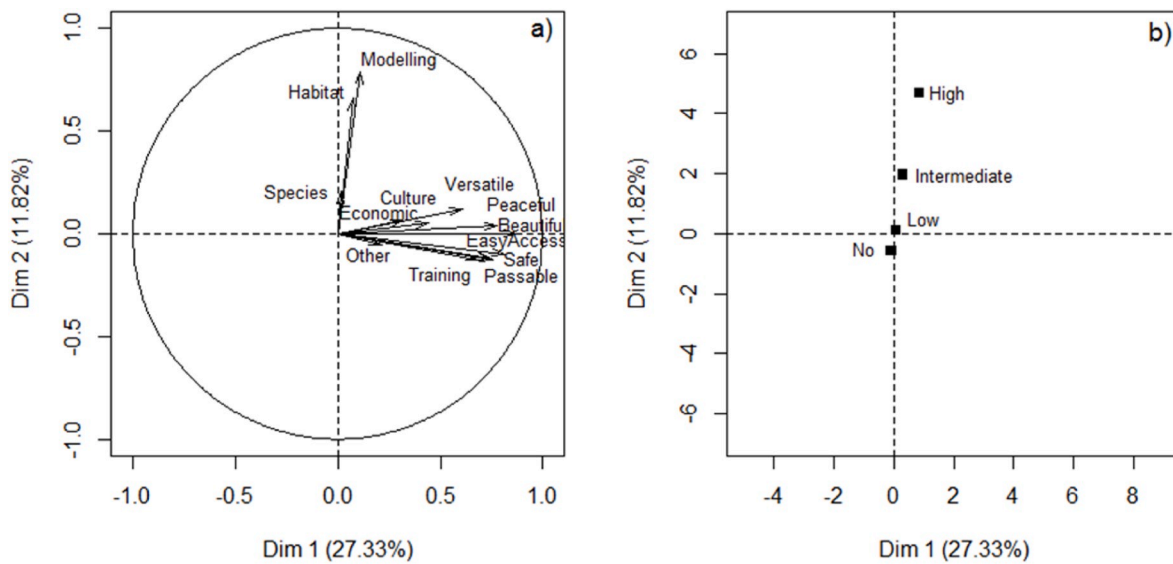 a)
Modelling
Habitat
Species
Culture
Versatile
Economic
Peaceful
Beautiful
EasyAccess
Other
Safe
Training
Passable
1.0
0.5
0.0
-0.5
-1.0
Dim 2 (11.82%)
-1.0 -0.5 0.0 0.5 1.0
Dim 1 (27.33%)
b)
High
Intermediate
Low
No
6
4
2
0
-2
-4
-6
Dim 2 (11.82%)
-4 -2 0 2 4 6 8
Dim 1 (27.33%)